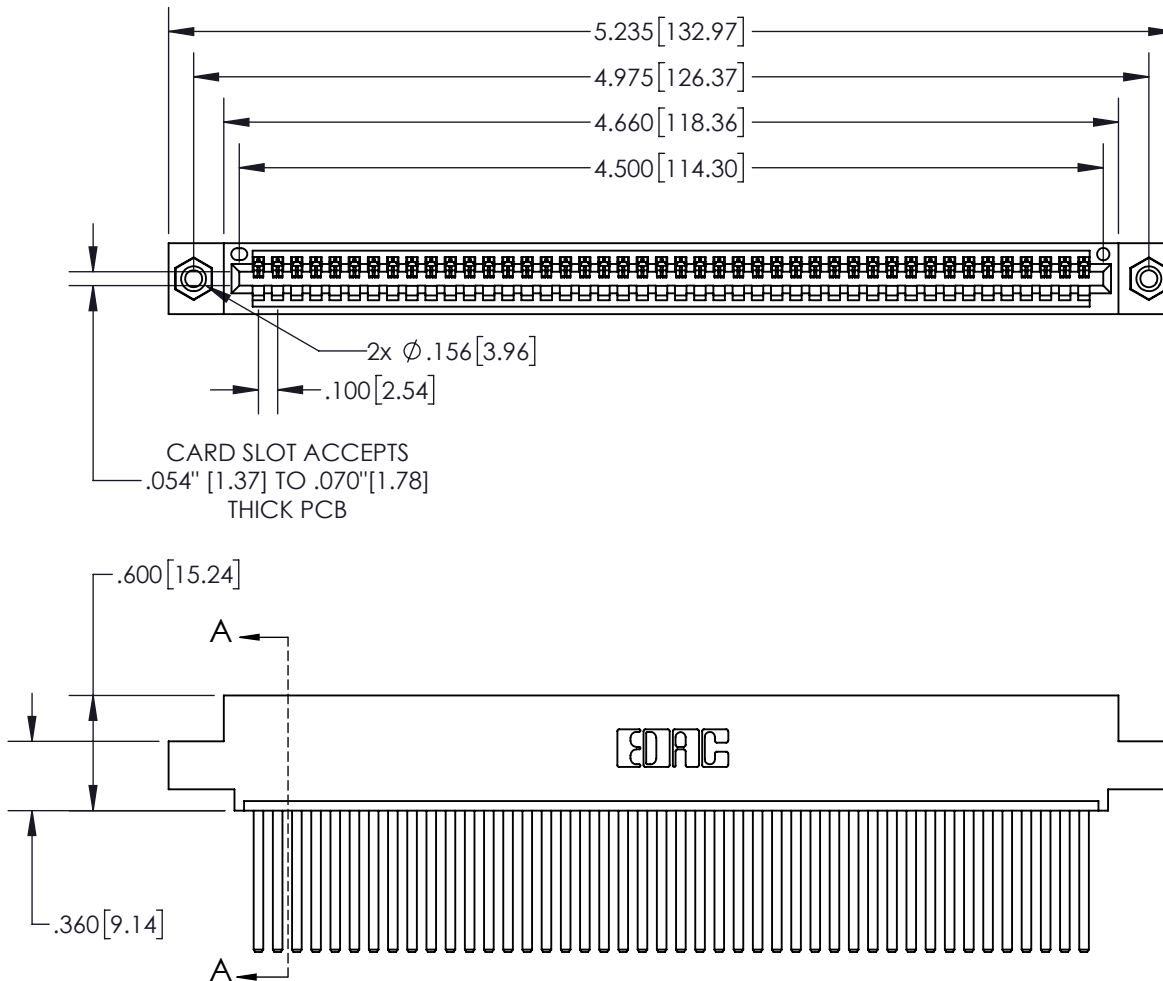 5.235[132.97]
4.975[126.37]
4.660[118.36]
4.500[114.30]
2x ∅.156[3.96]
.100[2.54]
CARD SLOT ACCEPTS
.054" [1.37] TO .070"[1.78]
THICK PCB
.600[15.24]
A
EDAC
.360[9.14]
A